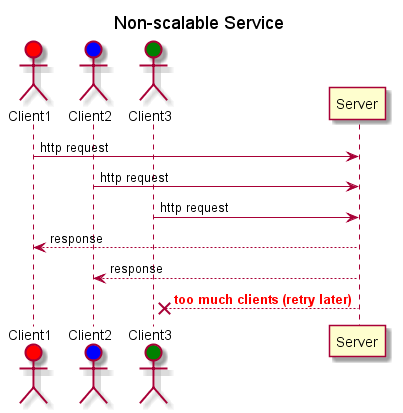 Non-scalable Service
Client1 Client2 Client3 Server
http request
http request
http request
response
response
too much clients (retry later)
Client1 Client2 Client3 Server